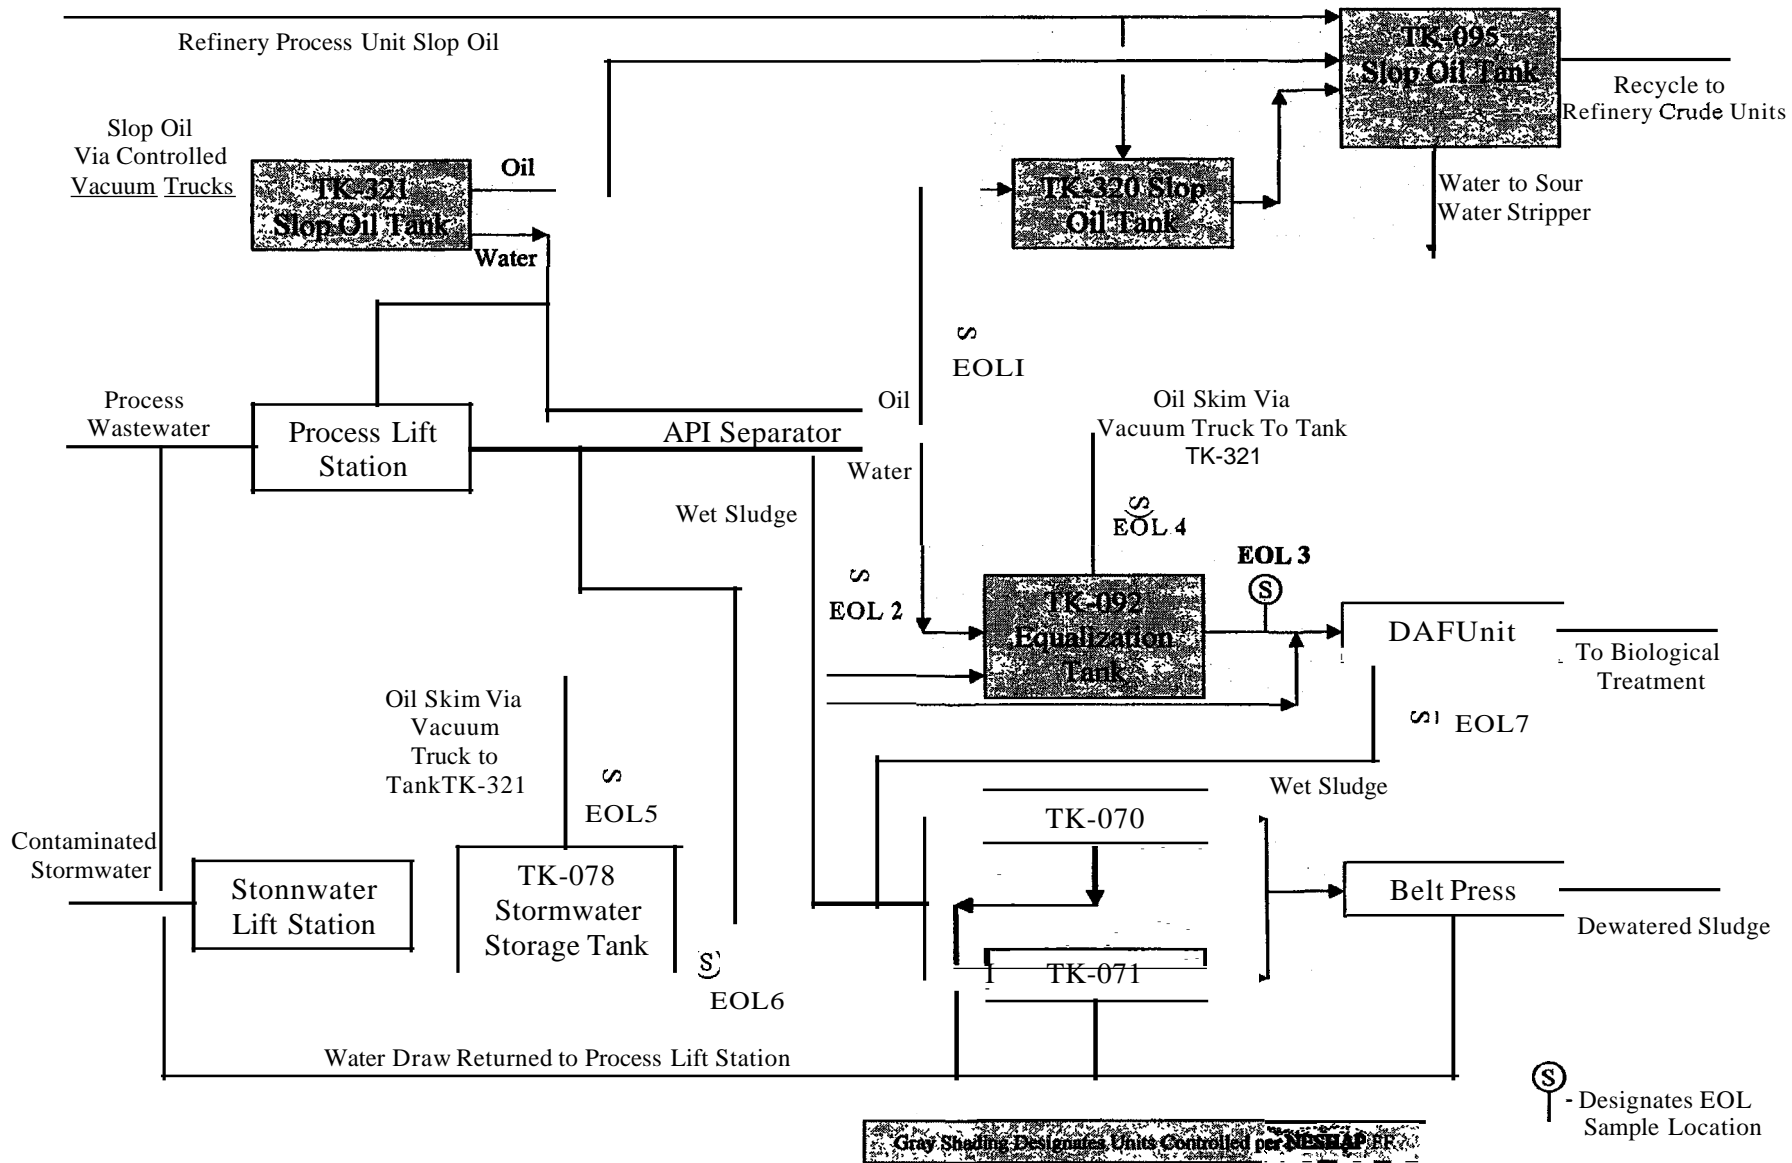 Refinery Process Unit Slop Oil
TK-095
Slop Oil Tank
Recycle to
Refinery Crude Units
Slop Oil
Via Controlled
Vacuum Trucks
TK-321
Slop Oil Tank
Oil
Water
TK-320 Slop
Oil Tank
Water to Sour
Water Stripper
S
EOLI
Process
Wastewater
Process Lift
Station
API Separator
Oil
Water
Oil Skim Via
Vacuum Truck To Tank
TK-321
Wet Sludge
S
EOL 4
S
EOL 2
EOL 3
S
TK-092
Equalization
Tank
DAFUnit
To Biological
Treatment
Oil Skim Via
Vacuum
Truck to
TankTK-321
S
EOL5
S
EOL7
Wet Sludge
Contaminated
Stormwater
Stonnwater
Lift Station
TK-078
Stormwater
Storage Tank
S
EOL6
TK-070
I TK-071
Belt Press
Dewatered Sludge
Water Draw Returned to Process Lift Station
S
- Designates EOL
Sample Location
Gray Shading Designates Units Controlled per NESHAP FF